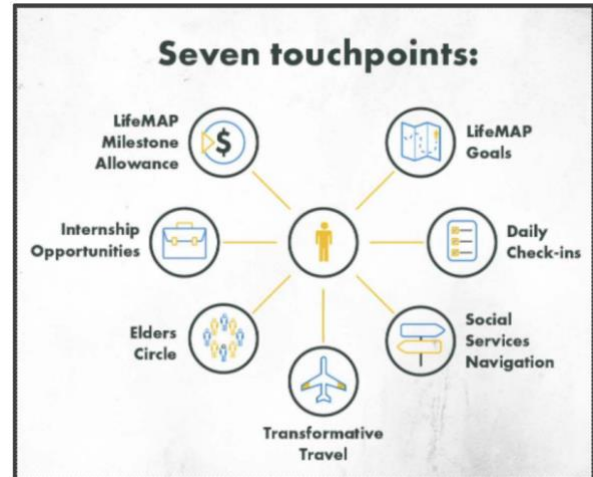 Seven touchpoints:
LifeMAP
Milestone
Allowance
LifeMAP
Goals
Internship
Opportunities
Daily
Check-ins
Elders
Circle
Social
Services
Navigation
Transformative
Travel
$